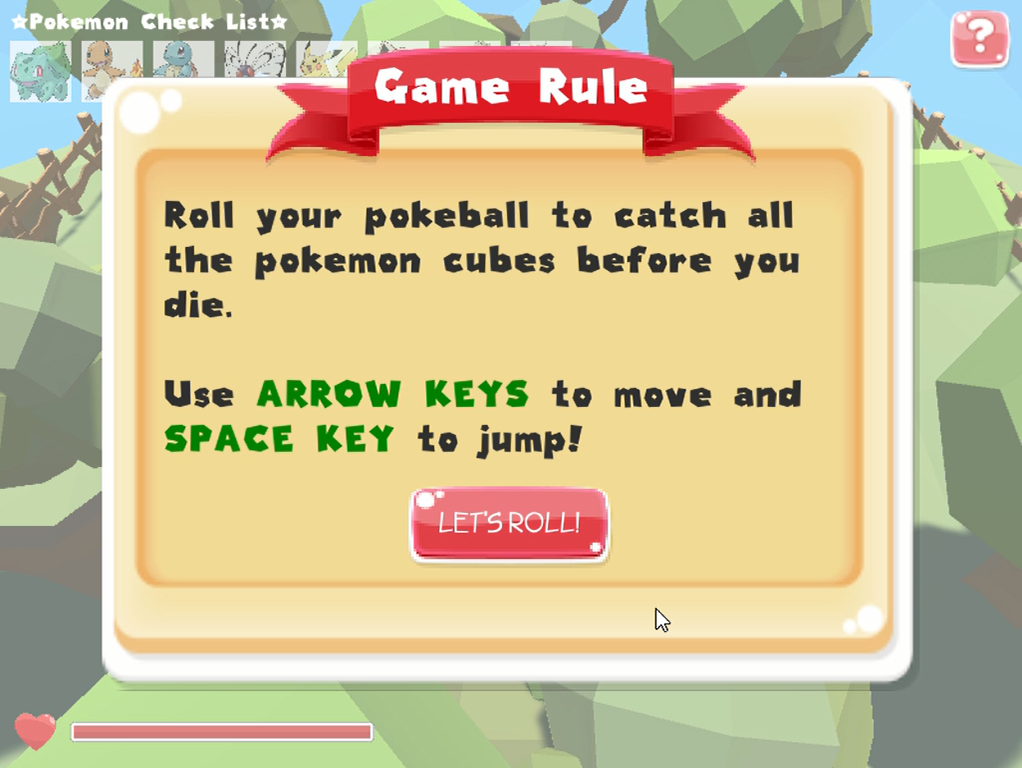 ☆Pokemon Check List☆
?
Game Rule
Roll your pokeball to catch all
the pokemon cubes before you
die.
Use ARROW KEYS to move and
SPACE KEY to jump!
LET'S ROLL!